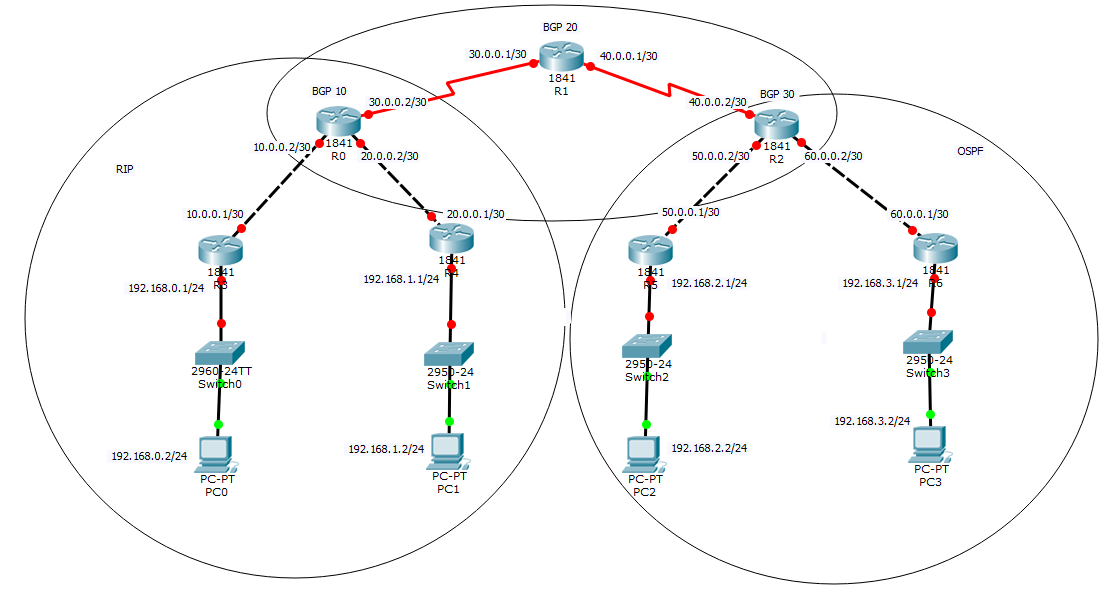 BGP 20
30.0.0.1/30
40.0.0.1/30
1841
R1
BGP 10
BGP 30
30.0.0.2/30
40.0.0.2/30
1841
R0
10.0.0.2/30
20.0.0.2/30
1841
R2
50.0.0.2/30
60.0.0.2/30
RIP
OSPF
10.0.0.1/30
20.0.0.1/30
50.0.0.1/30
60.0.0.1/30
1841
R3
192.168.0.1/24
1841
R4
192.168.1.1/24
1841
R5
192.168.2.1/24
1841
R6
192.168.3.1/24
2960-24TT
Switch0
2950-24
Switch1
2950-24
Switch2
2950-24
Switch3
192.168.0.2/24
192.168.1.2/24
192.168.2.2/24
192.168.3.2/24
PC-PT
PC0
PC-PT
PC1
PC-PT
PC2
PC-PT
PC3